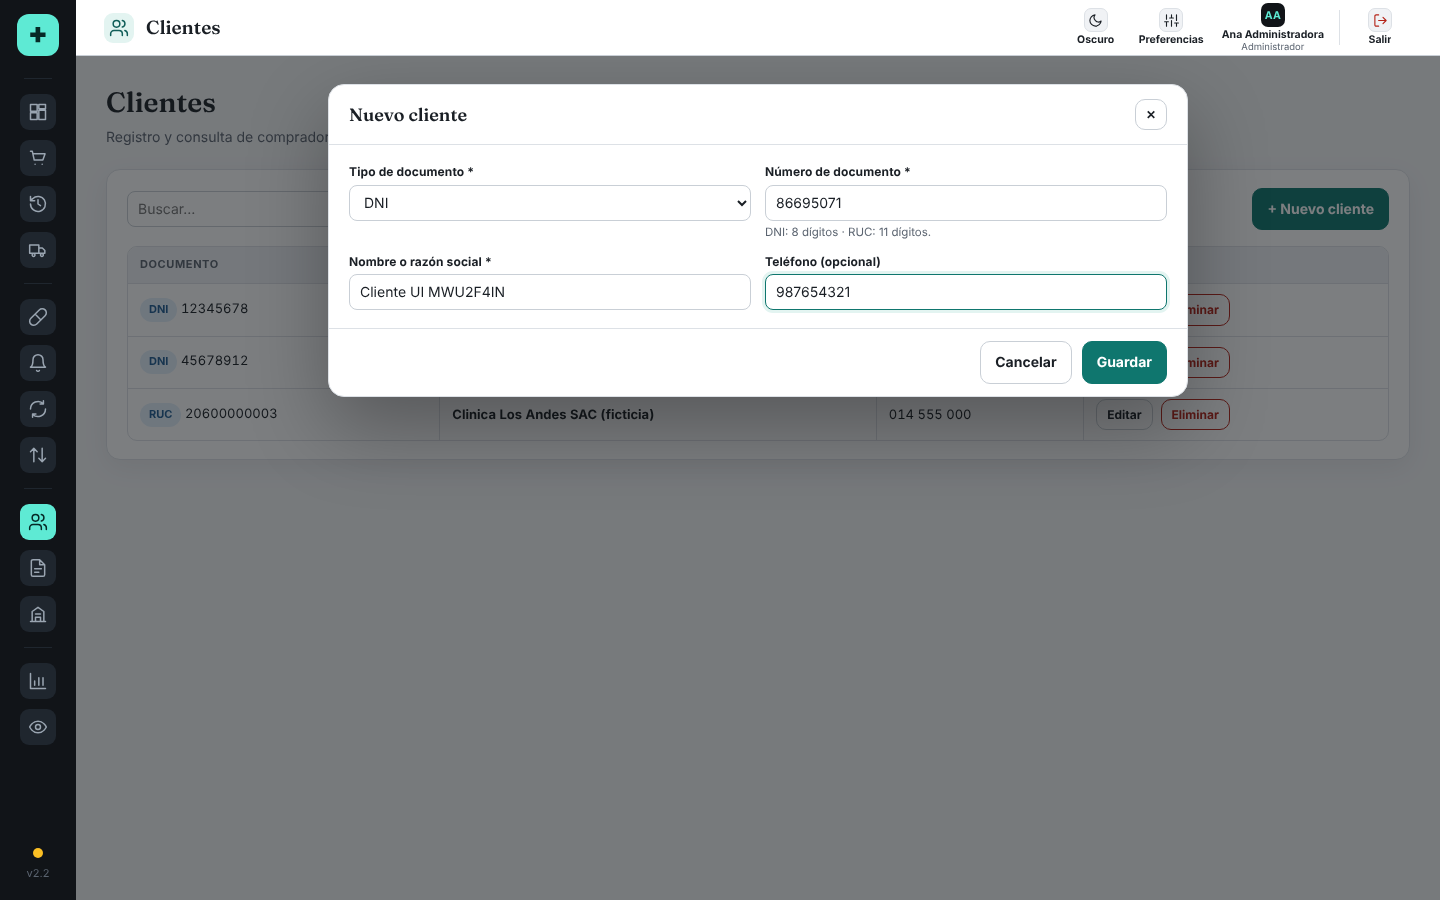 Clientes
Oscuro
Preferencias
AA
Ana Administradora
Administrador
Salir
Clientes
Registro y consulta de comprador
Buscar...
+ Nuevo cliente
Nuevo cliente
×
Tipo de documento *
Número de documento *
DNI
86695071
DNI: 8 dígitos · RUC: 11 dígitos.
Nombre o razón social *
Teléfono (opcional)
Cliente UI MWU2F4IN
987654321
Cancelar
Guardar
DOCUMENTO
DNI 12345678
minar
DNI 45678912
minar
RUC 20600000003
Clinica Los Andes SAC (ficticia)
014 555 000
Editar
Eliminar
v2.2